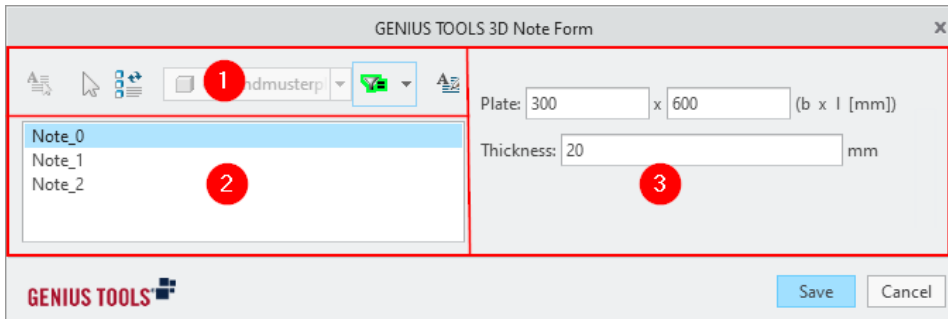 GENIUS TOOLS 3D Note Form
x
1
ndmusterp
Plate: 300 x 600 (b x l [mm])
Note_0
Note_1
Note_2
2
Thickness: 20 mm
3
GENIUS TOOLS
Save
Cancel